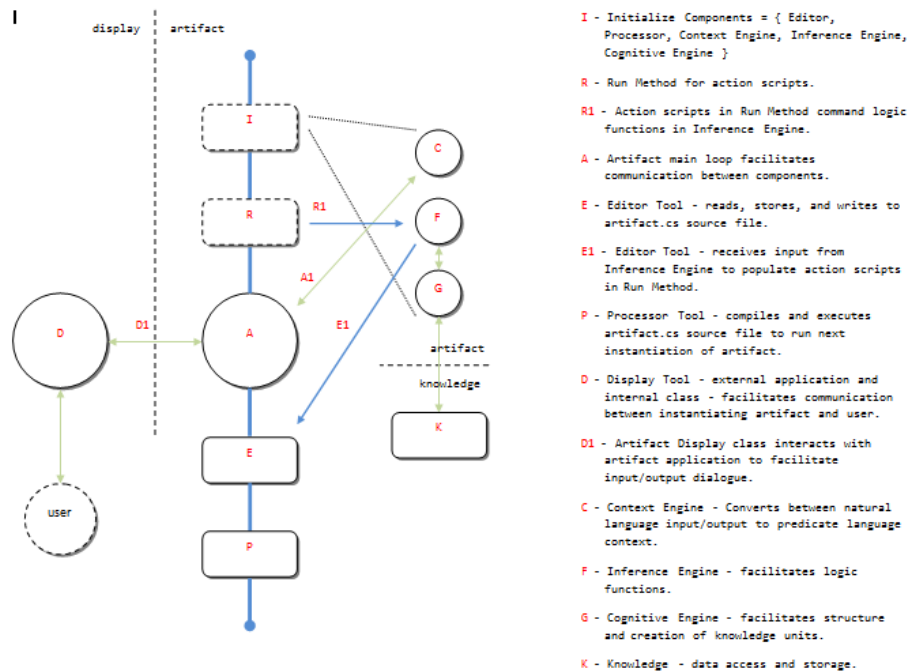 I
display
artifact
I
C
R
R1
F
A1
G
D
D1
A
E1
artifact
knowledge
K
E
user
P
I - Initialize Components = { Editor,
Processor, Context Engine, Inference Engine,
Cognitive Engine }
R - Run Method for action scripts.
R1 - Action scripts in Run Method command logic
functions in Inference Engine.
A - Artifact main loop facilitates
communication between components.
E - Editor Tool - reads, stores, and writes to
artifact.cs source file.
E1 - Editor Tool - receives input from
Inference Engine to populate action scripts
in Run Method.
P - Processor Tool - compiles and executes
artifact.cs source file to run next
instantiation of artifact.
D - Display Tool - external application and
internal class - facilitates communication
between instantiating artifact and user.
D1 - Artifact Display class interacts with
artifact application to facilitate
input/output dialogue.
C - Context Engine - Converts between natural
language input/output to predicate language
context.
F - Inference Engine - facilitates logic
functions.
G - Cognitive Engine - facilitates structure
and creation of knowledge units.
K - Knowledge - data access and storage.